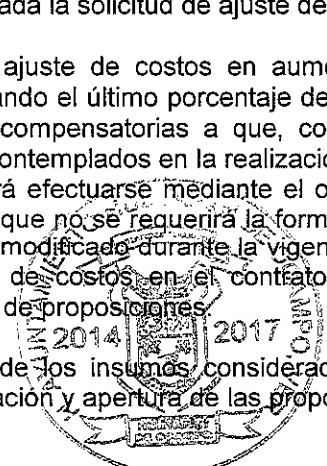 ada la solicitud de ajuste de
ajuste de costos en aume
ando el último porcentaje de
compensatorias a que, co
ontemplados en la realizació
rá efectuarse mediante el o
que no se requerirá la form
modificado durante la vigen
de costos en el contrato
de proposiciones.
2014 2017
de los insumos considerad
ación y apertura de las propo